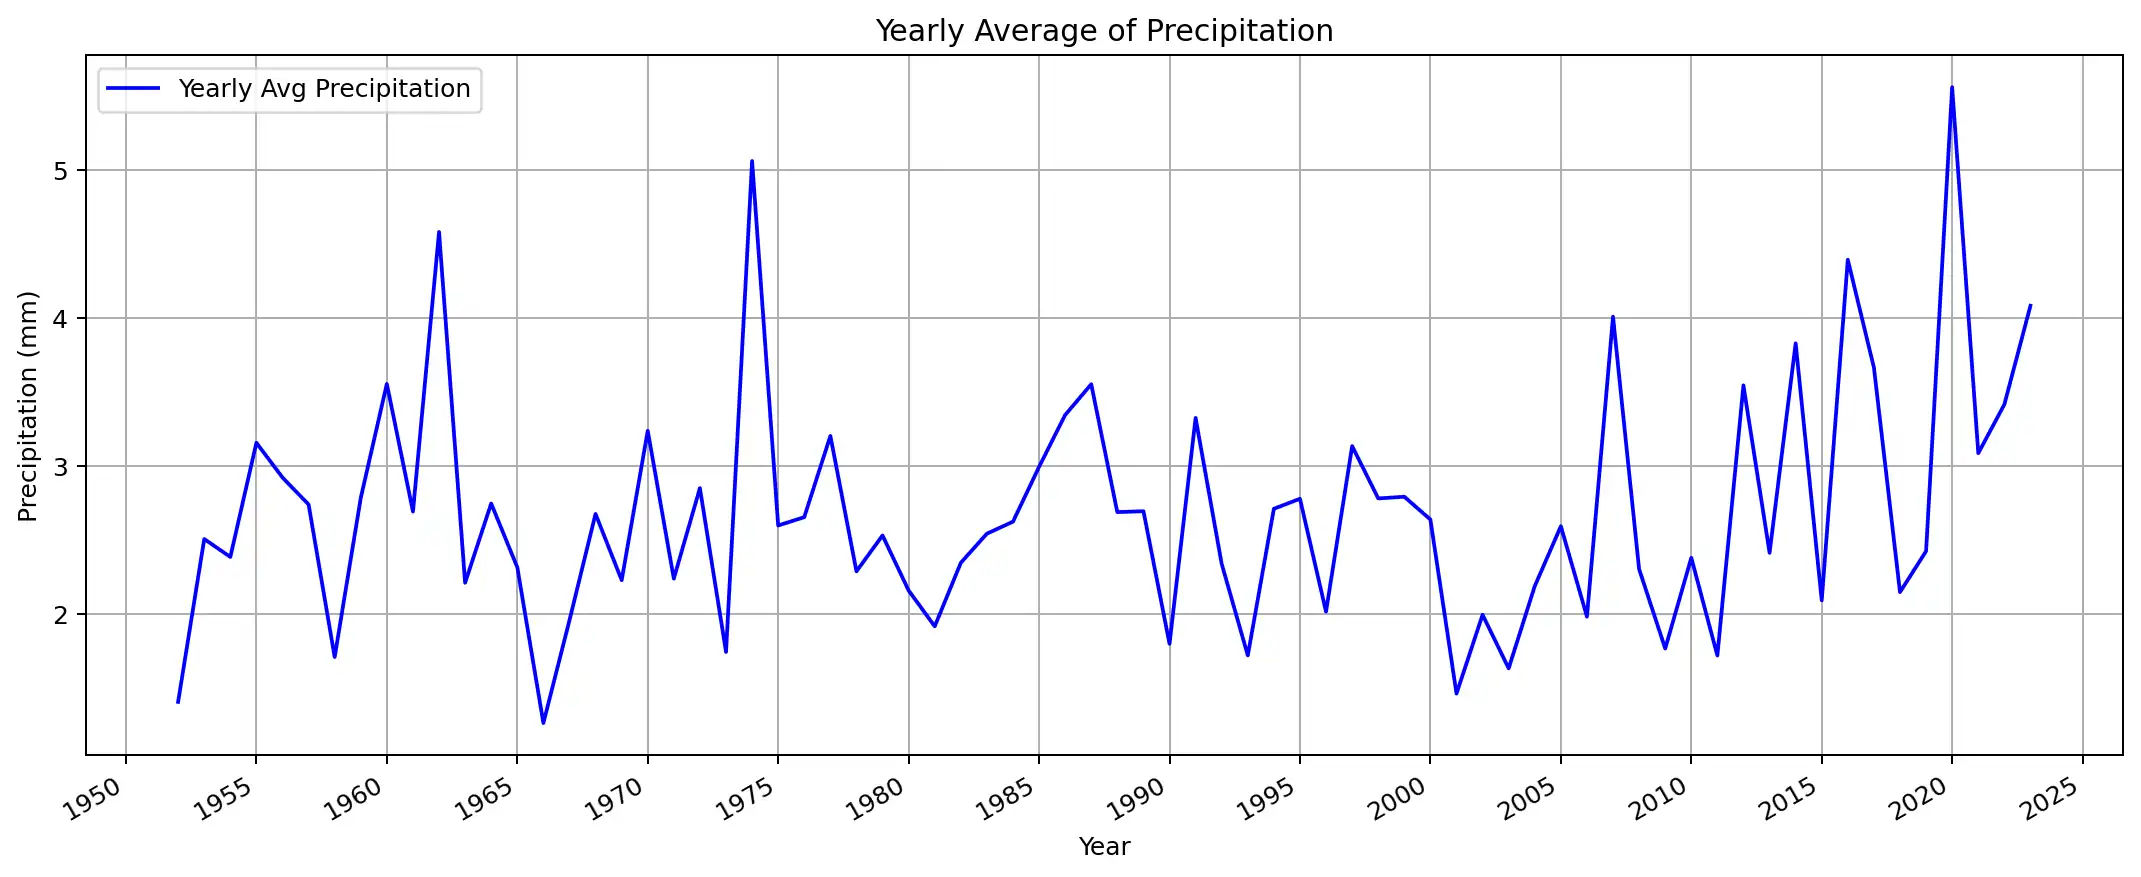 Yearly Average of Precipitation
Yearly Avg Precipitation
5
4
3
2
Precipitation (mm)
1950 1955 1960 1965 1970 1975 1980 1985 1990 1995 2000 2005 2010 2015 2020 2025
Year